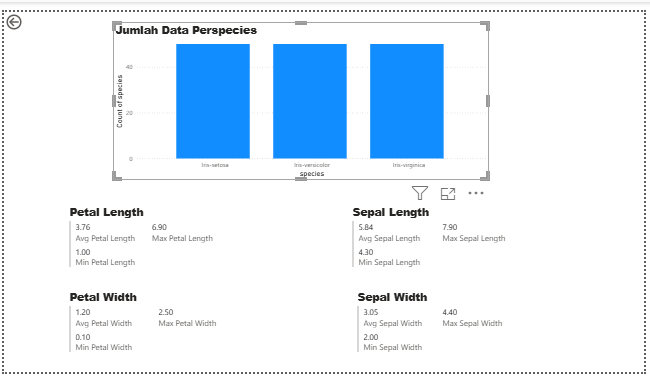 Jumlah Data Perspecies
Count of species
40
20
0
Iris-setosa Iris-versicolor Iris-virginica
species
Petal Length
3.76 6.90
Avg Petal Length Max Petal Length
1.00
Min Petal Length
Sepal Length
5.84 7.90
Avg Sepal Length Max Sepal Length
4.30
Min Sepal Length
Petal Width
1.20 2.50
Avg Petal Width Max Petal Width
0.10
Min Petal Width
Sepal Width
3.05 4.40
Avg Sepal Width Max Sepal Width
2.00
Min Sepal Width